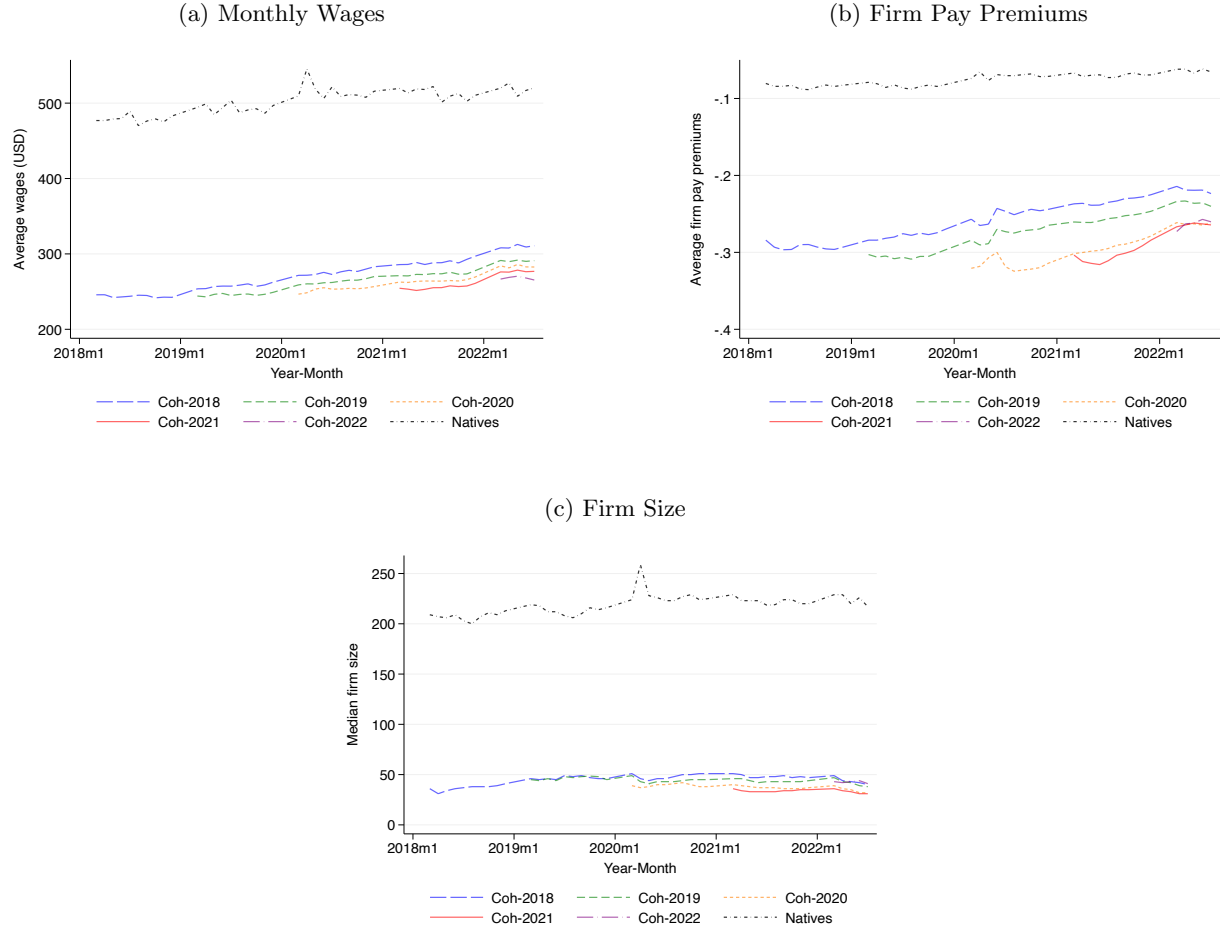 (a) Monthly Wages
Average wages (USD)
500
400
300
200
2018m1 2019m1 2020m1 2021m1 2022m1
Year-Month
Coh-2018 Coh-2019 Coh-2020
Coh-2021 Coh-2022 Natives
(b) Firm Pay Premiums
Average firm pay premiums
-.1
-.2
-.3
-.4
2018m1 2019m1 2020m1 2021m1 2022m1
Year-Month
Coh-2018 Coh-2019 Coh-2020
Coh-2021 Coh-2022 Natives
(c) Firm Size
Median firm size
250
200
150
100
50
0
2018m1 2019m1 2020m1 2021m1 2022m1
Year-Month
Coh-2018 Coh-2019 Coh-2020
Coh-2021 Coh-2022 Natives